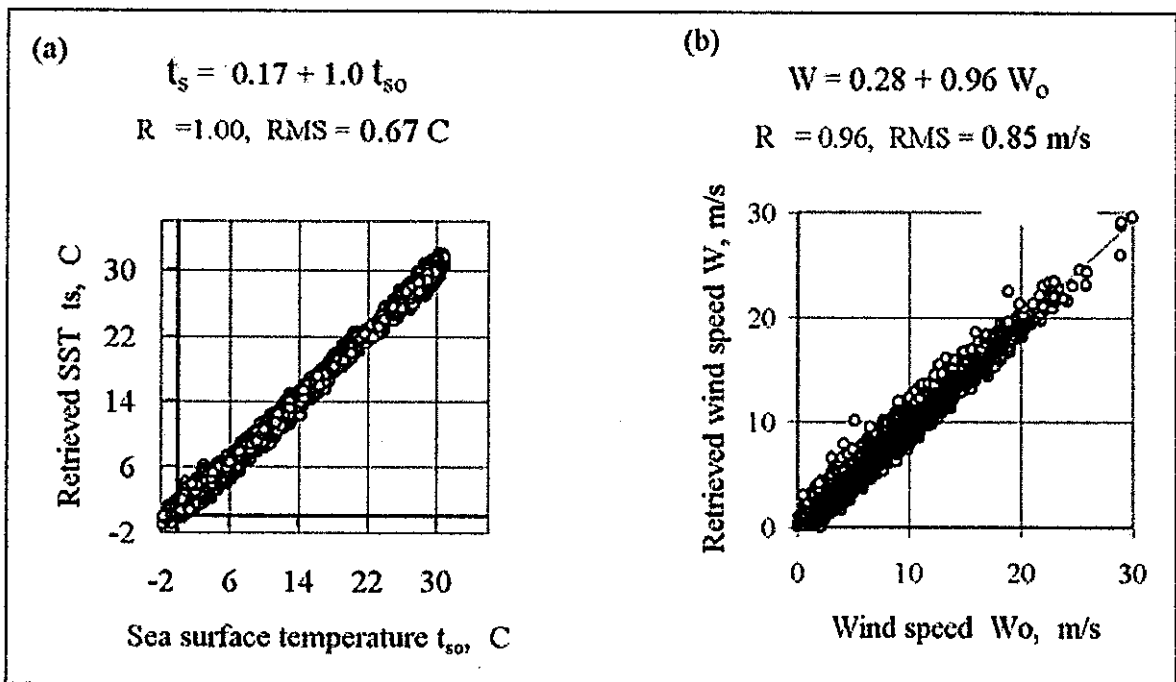 (a)
t_s = 0.17 + 1.0 t_so
R =1.00, RMS = 0.67 C
Retrieved SST ts, C
30
22
14
6
-2
-2 6 14 22 30
Sea surface temperature t_so, C
(b)
W = 0.28 + 0.96 W_o
R = 0.96, RMS = 0.85 m/s
Retrieved wind speed W, m/s
30
20
10
0
0 10 20 30
Wind speed Wo, m/s